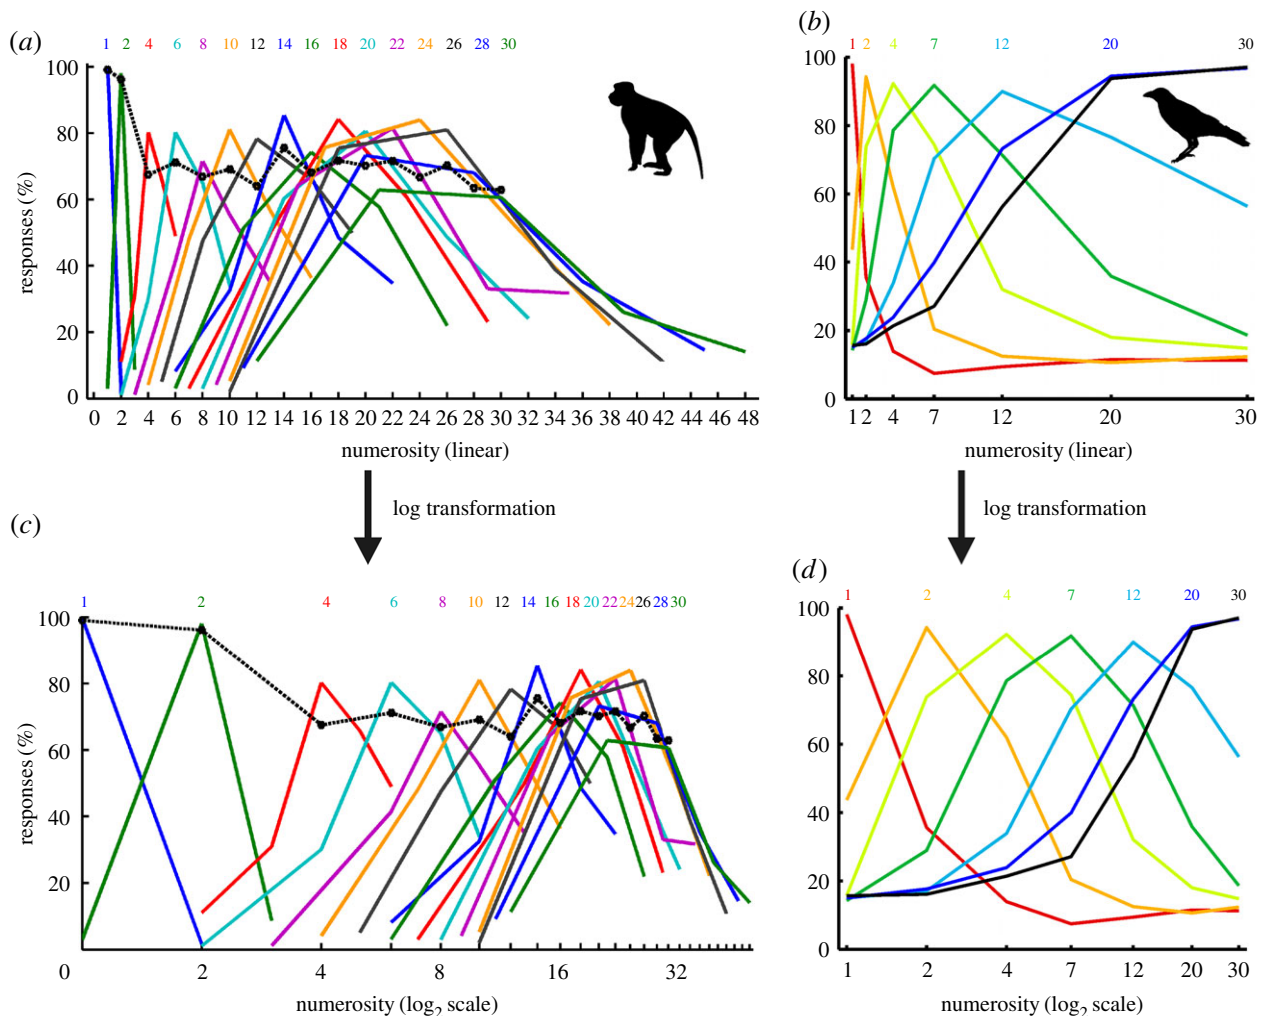 (a)
1 2 4 6 8 10 12 14 16 18 20 22 24 26 28 30
100
80
60
40
20
0
responses (%)
0 2 4 6 8 10 12 14 16 18 20 22 24 26 28 30 32 34 36 38 40 42 44 46 48
numerosity (linear)
(b)
1 2 4 7 12 20 30
100
80
60
40
20
0
1 2 4 7 12 20 30
numerosity (linear)
log transformation
log transformation
(c)
1 2 4 6 8 10 12 14 16 18 20 22 24 26 28 30
100
80
60
40
20
responses (%)
0 2 4 8 16 32
numerosity (log2 scale)
(d)
1 2 4 7 12 20 30
100
80
60
40
20
0
1 2 4 7 12 20 30
numerosity (log2 scale)